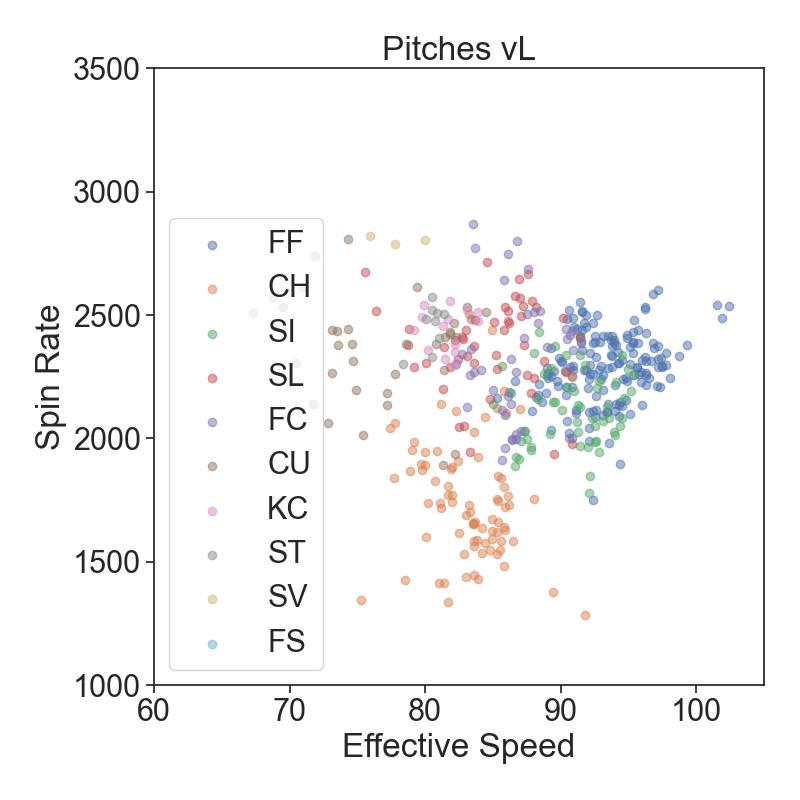 Pitches vL
3500
3000
2500
2000
1500
1000
Spin Rate
FF
CH
SI
SL
FC
CU
KC
ST
SV
FS
60 70 80 90 100
Effective Speed